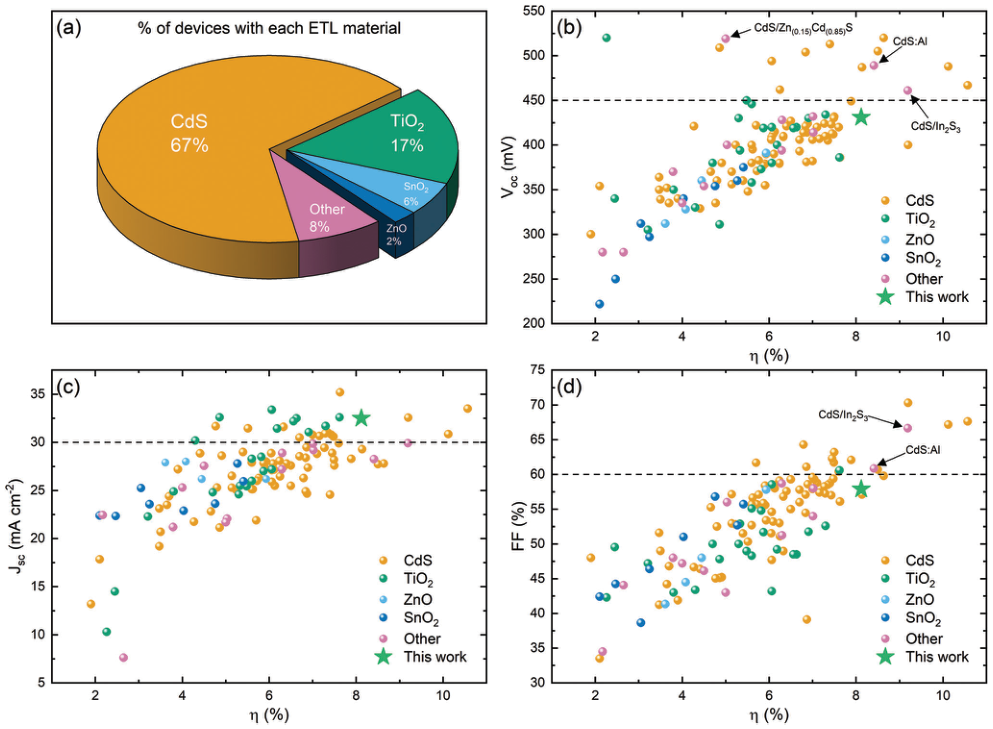 (a)
% of devices with each ETL material
CdS
67%
TiO₂
17%
SnO₂
6%
ZnO
2%
Other
8%
(b)
CdS/Zn₍₀.₁₅₎Cd₍₀.₈₅₎S
CdS:Al
CdS/In₂S₃
550
500
450
400
350
300
250
200
V_oc (mV)
CdS
TiO₂
ZnO
SnO₂
Other
This work
2 4 6 8 10
η (%)
(c)
35
30
25
20
15
10
5
J_sc (mA cm⁻²)
CdS
TiO₂
ZnO
SnO₂
Other
This work
2 4 6 8 10
η (%)
(d)
CdS/In₂S₃
CdS:Al
75
70
65
60
55
50
45
40
35
30
FF (%)
CdS
TiO₂
ZnO
SnO₂
Other
This work
2 4 6 8 10
η (%)